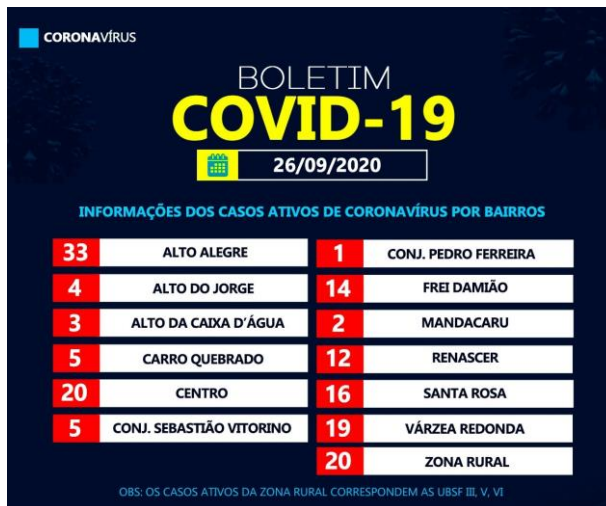 CORONAVÍRUS
BOLETIM
COVID-19
26/09/2020
INFORMAÇÕES DOS CASOS ATIVOS DE CORONAVÍRUS POR BAIRROS
33 ALTO ALEGRE
4 ALTO DO JORGE
3 ALTO DA CAIXA D'ÁGUA
5 CARRO QUEBRADO
20 CENTRO
5 CONJ. SEBASTIÃO VITORINO
1 CONJ. PEDRO FERREIRA
14 FREI DAMIÃO
2 MANDACARU
12 RENASCER
16 SANTA ROSA
19 VÁRZEA REDONDA
20 ZONA RURAL
OBS: OS CASOS ATIVOS DA ZONA RURAL CORRESPONDEM AS UBSF III, V, VI